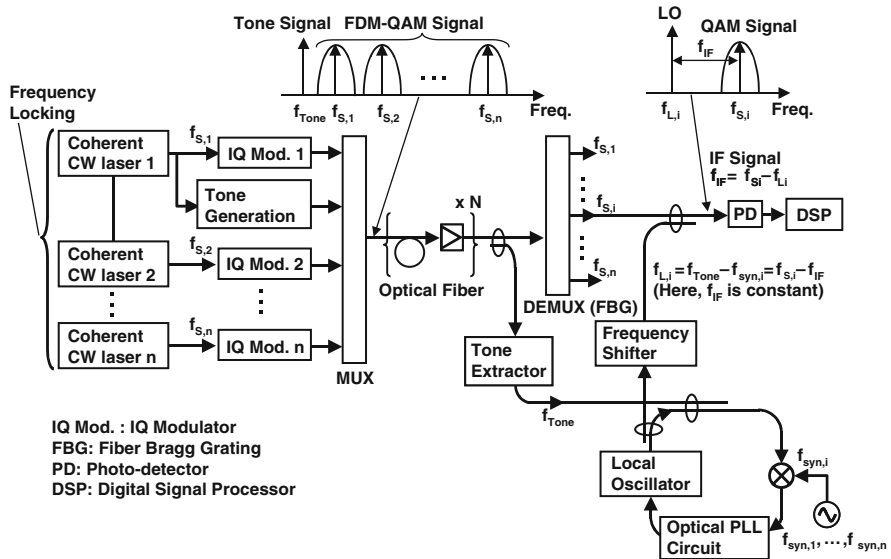 Tone Signal
FDM-QAM Signal
f_Tone
f_S,1
f_S,2
...
f_S,n
Freq.
LO
QAM Signal
f_IF
f_L,i
f_S,i
Freq.
Frequency
Locking
Coherent
CW laser 1
f_S,1
IQ Mod. 1
Tone
Generation
Coherent
CW laser 2
f_S,2
IQ Mod. 2
Coherent
CW laser n
f_S,n
IQ Mod. n
MUX
x N
Optical Fiber
f_S,1
f_S,i
f_S,n
DEMUX (FBG)
IF Signal
f_IF = f_Si – f_Li
PD
DSP
f_L,i = f_Tone – f_syn,i = f_S,i – f_IF
(Here, f_IF is constant)
Frequency
Shifter
Tone
Extractor
f_Tone
Local
Oscillator
f_syn,i
Optical PLL
Circuit
f_syn,1, ...,f_syn,n
IQ Mod. : IQ Modulator
FBG: Fiber Bragg Grating
PD: Photo-detector
DSP: Digital Signal Processor